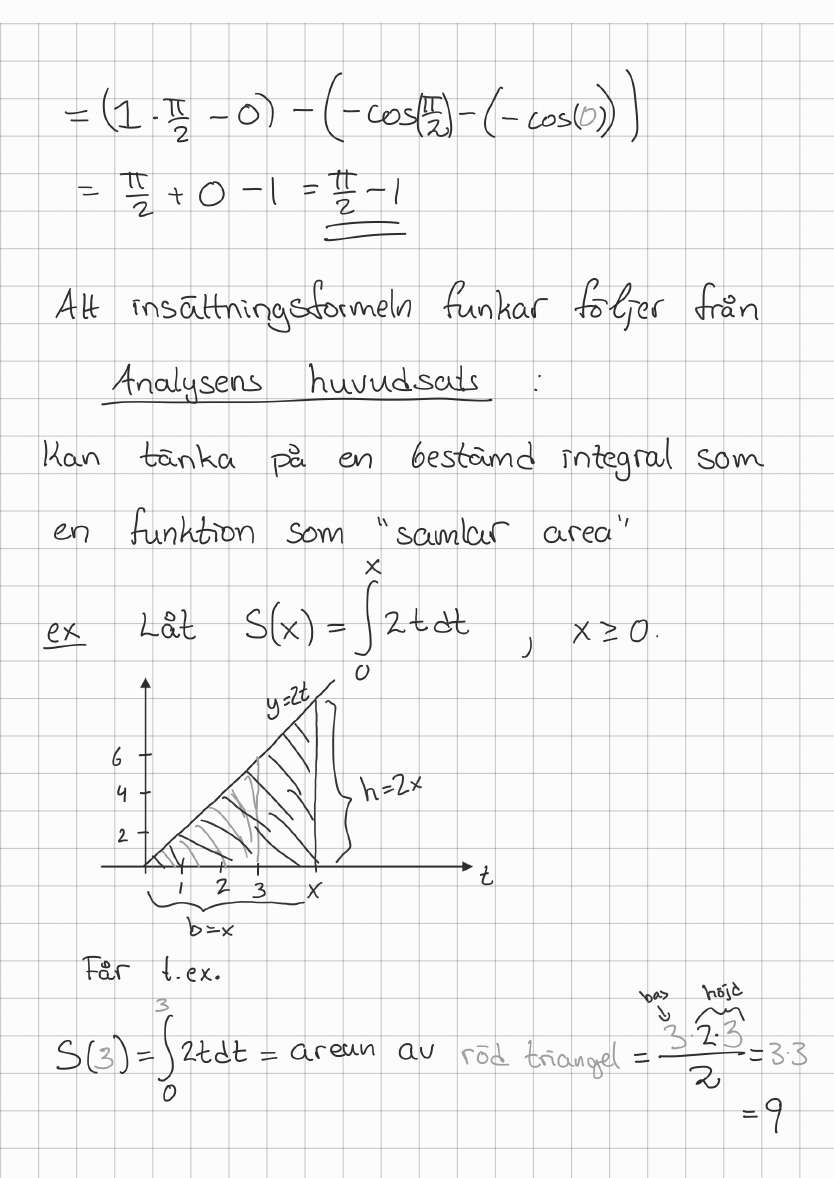 = (1 · π/2 - 0) - (-cos(π/2) - (-cos(0)))
= π/2 + 0 - 1 = π/2 - 1
Att insättningsformeln funkar följer från
Analysens huvudsats :
Kan tänka på en bestämd integral som
en funktion som "samlar area"
ex Låt S(x) = ∫₀ˣ 2t dt , x ≥ 0.
y=2t
6
4
2
h=2x
1 2 3 x t
b=x
Får t.ex.
bas höjd
S(3) = ∫₀³ 2tdt = arean av röd triangel = 3·2·3/2 = 3·3
= 9